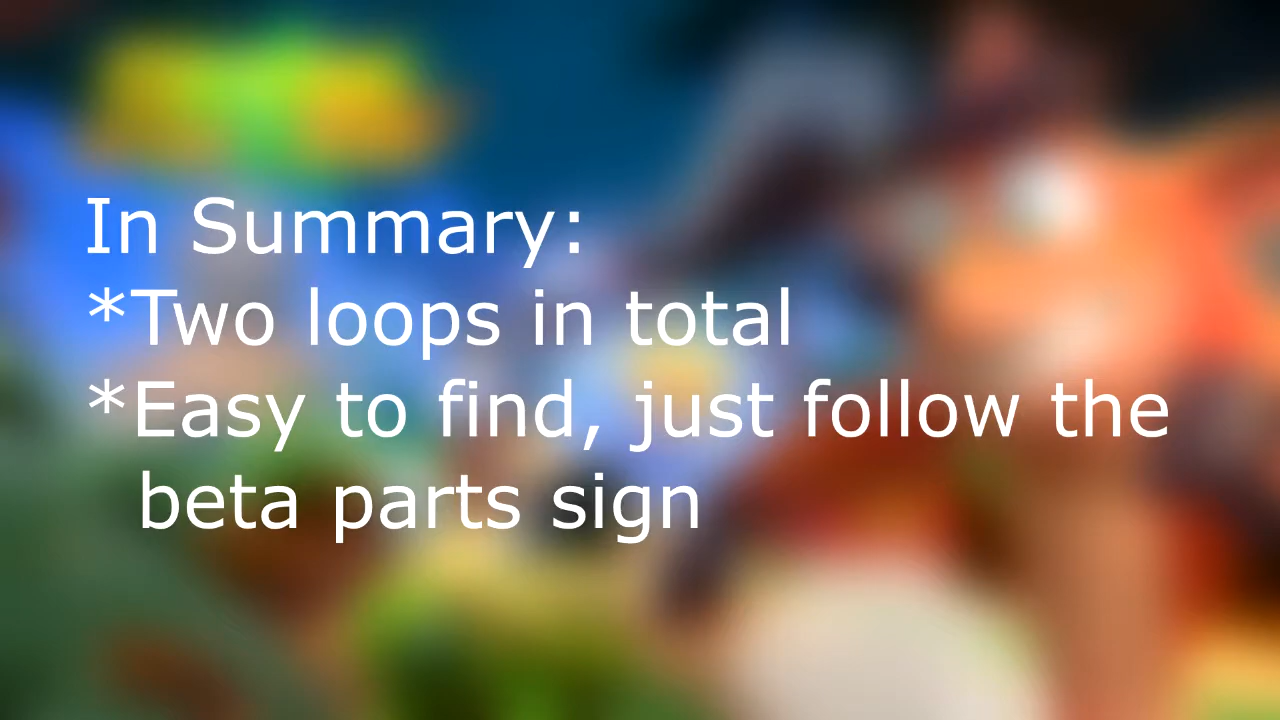 In Summary:
*Two loops in total
*Easy to find, just follow the
beta parts sign